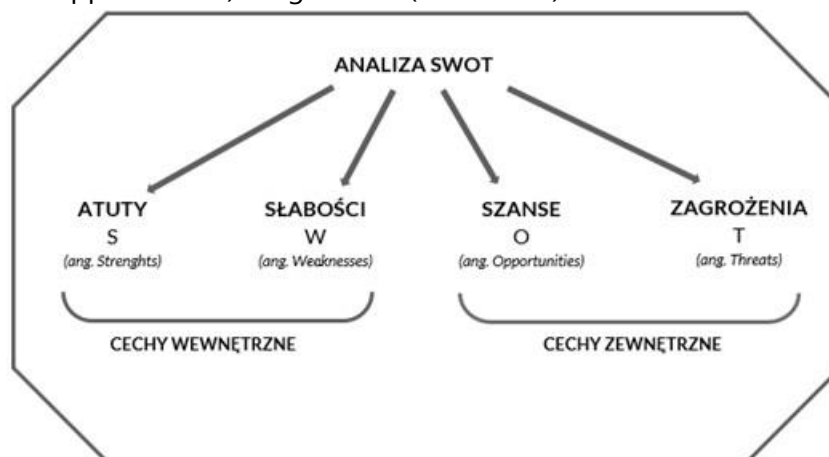 ANALIZA SWOT
ATUTY
S
(ang. Strenghts)
SŁABOŚCI
W
(ang. Weaknesses)
SZANSE
O
(ang. Opportunities)
ZAGROŻENIA
T
(ang. Threats)
CECHY WEWNĘTRZNE
CECHY ZEWNĘTRZNE